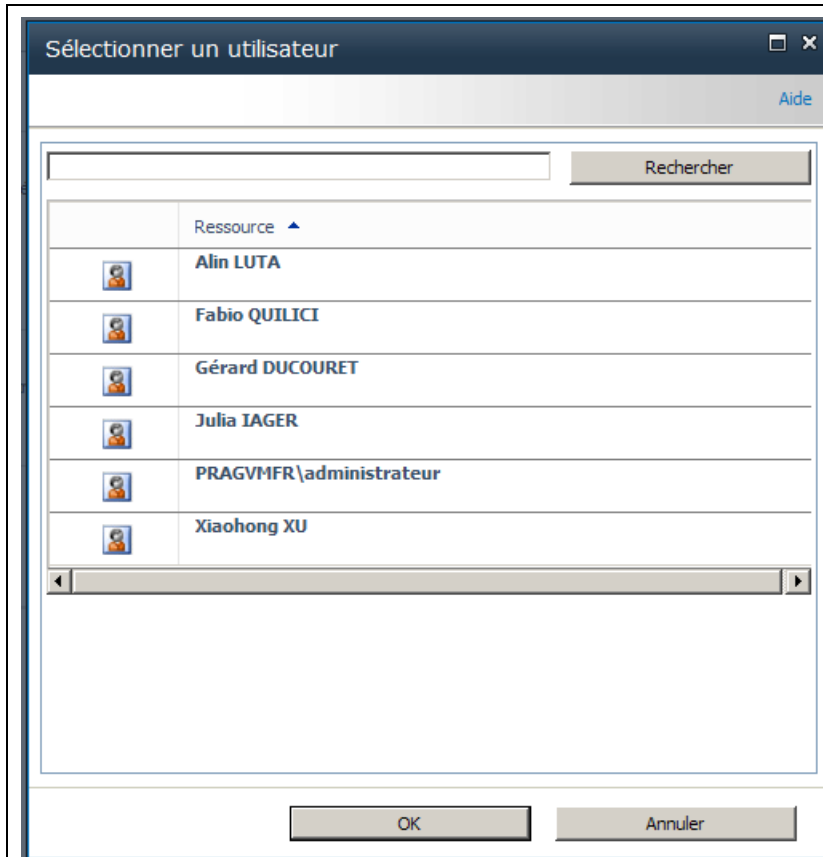 Sélectionner un utilisateur
Aide
Rechercher
Ressource
Alin LUTA
Fabio QUILICI
Gérard DUCOURET
Julia IAGER
PRAGVMFR\administrateur
Xiaohong XU
OK
Annuler